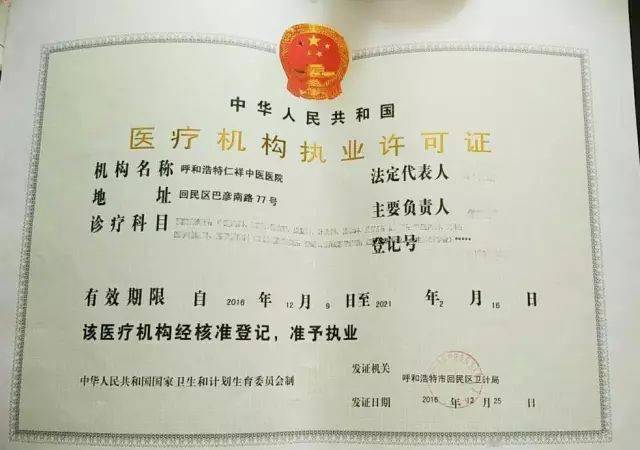 中华人民共和国
医疗机构执业许可证
机构名称 呼和浩特仁祥中医医院 法定代表人
地址 回民区巴彦南路77号 主要负责人
诊疗科目
登记号 *****
有效期限 自 2016 年 12 月 9 日至 2021 年 2 月 16 日
该医疗机构经核准登记，准予执业
发证机关 呼和浩特市回民区卫计局
中华人民共和国国家卫生和计划生育委员会制
发证日期 2016 年 12 月 25 日